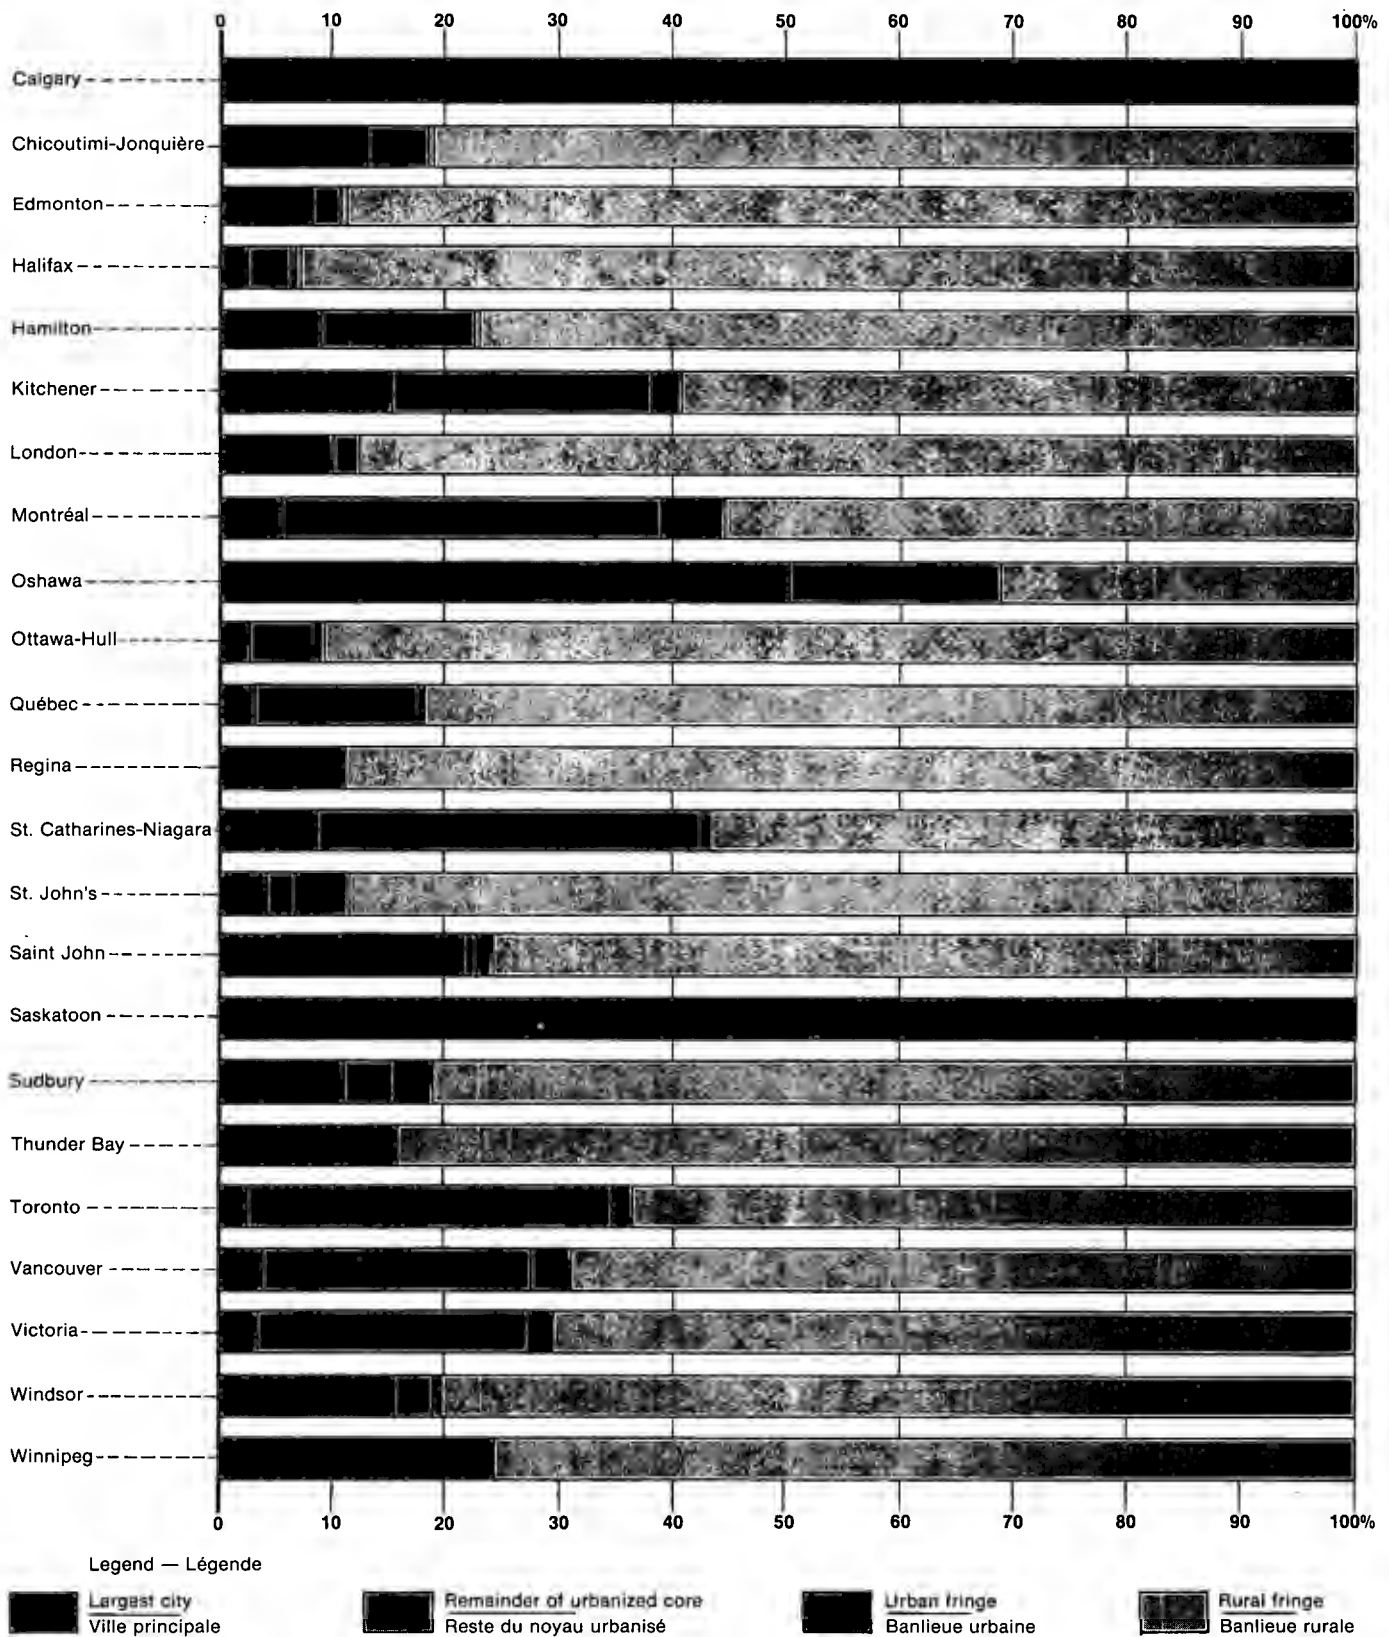 0 10 20 30 40 50 60 70 80 90 100%
Calgary
Chicoutimi-Jonquière
Edmonton
Halifax
Hamilton
Kitchener
London
Montréal
Oshawa
Ottawa-Hull
Québec
Regina
St. Catharines-Niagara
St. John's
Saint John
Saskatoon
Sudbury
Thunder Bay
Toronto
Vancouver
Victoria
Windsor
Winnipeg
0 10 20 30 40 50 60 70 80 90 100%
Legend — Légende
Largest city Remainder of urbanized core Urban fringe Rural fringe
Ville principale Reste du noyau urbanisé Banlieue urbaine Banlieue rurale